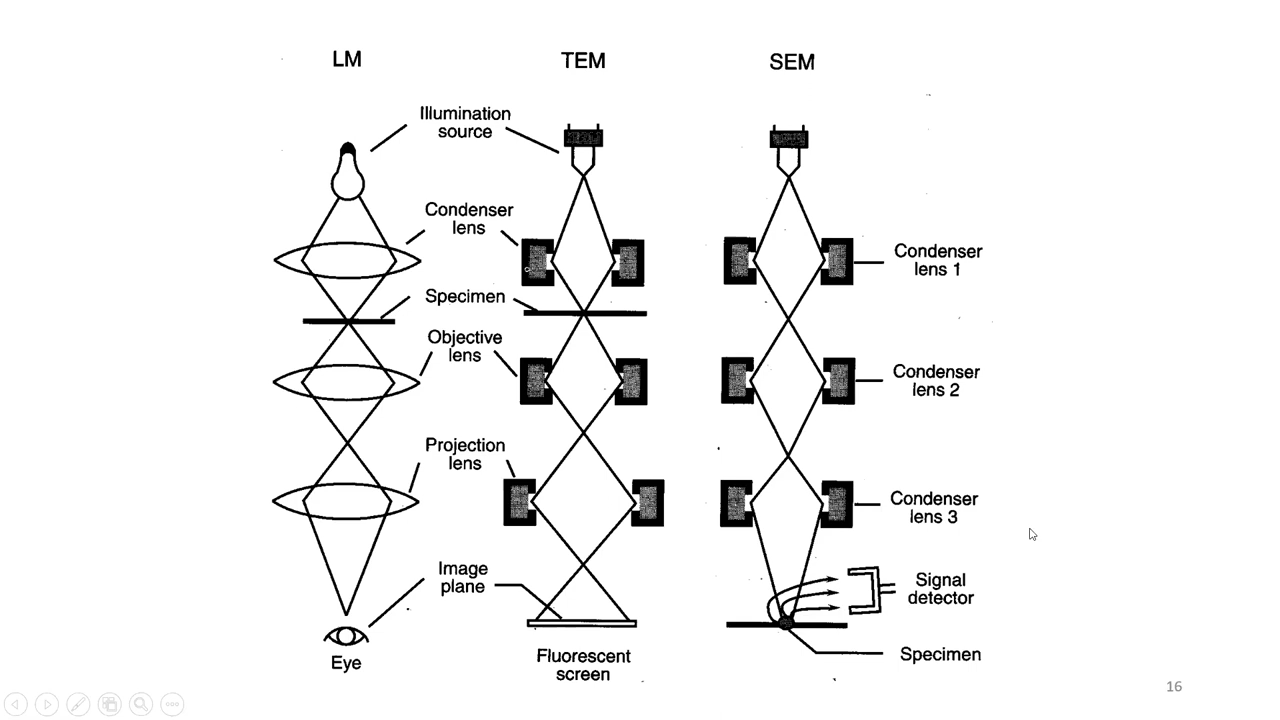 LM
TEM
SEM
Illumination
source
Condenser
lens
Specimen
Objective
lens
Projection
lens
Image
plane
Eye
Fluorescent
screen
Condenser
lens 1
Condenser
lens 2
Condenser
lens 3
Signal
detector
Specimen
16